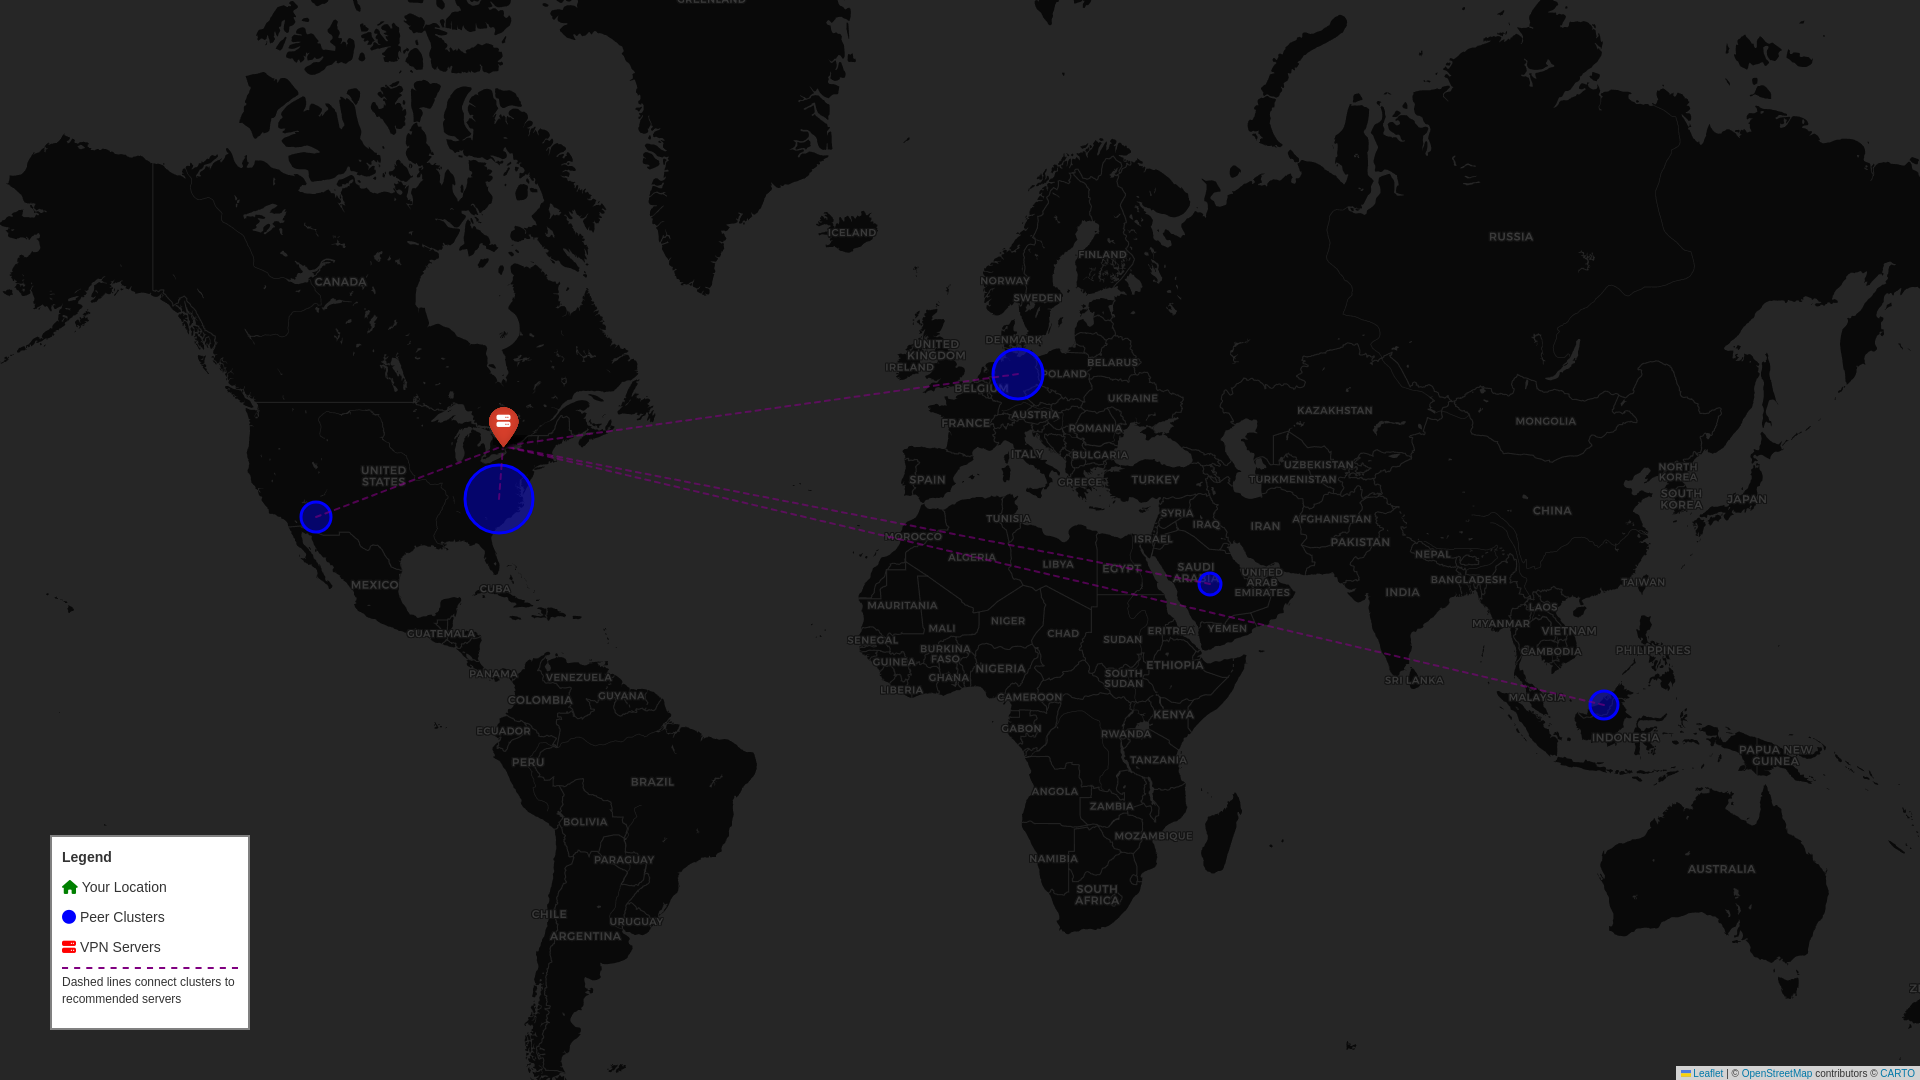 GREENLAND
ICELAND
RUSSIA
FINLAND
CANADA
NORWAY
SWEDEN
DENMARK
UNITED
KINGDOM
IRELAND
BELARUS
POLAND
BELGIUM
UKRAINE
KAZAKHSTAN
AUSTRIA
FRANCE
MONGOLIA
ROMANIA
ITALY
BULGARIA
UZBEKISTAN
UNITED
STATES
SPAIN
GREECE
TURKEY
TURKMENISTAN
NORTH
KOREA
SOUTH
KOREA
JAPAN
CHINA
SYRIA
TUNISIA
IRAQ
IRAN
AFGHANISTAN
MOROCCO
ISRAEL
PAKISTAN
ALGERIA
LIBYA
EGYPT
NEPAL
SAUDI
ARABIA
UNITED
ARAB
EMIRATES
BANGLADESH
TAIWAN
MEXICO
CUBA
INDIA
MAURITANIA
LAOS
MALI
NIGER
CHAD
SUDAN
ERITREA
YEMEN
MYANMAR
VIETNAM
GUATEMALA
SENEGAL
BURKINA
FASO
CAMBODIA
PHILIPPINES
GUINEA
GHANA
NIGERIA
ETHIOPIA
SOUTH
SUDAN
PANAMA
VENEZUELA
SRI LANKA
LIBERIA
CAMEROON
COLOMBIA
GUYANA
MALAYSIA
KENYA
ECUADOR
GABON
RWANDA
INDONESIA
PAPUA NEW
GUINEA
PERU
TANZANIA
BRAZIL
ANGOLA
ZAMBIA
BOLIVIA
MOZAMBIQUE
PARAGUAY
NAMIBIA
AUSTRALIA
SOUTH
AFRICA
CHILE
URUGUAY
ARGENTINA
Legend
Your Location
Peer Clusters
VPN Servers
Dashed lines connect clusters to
recommended servers
Leaflet | © OpenStreetMap contributors © CARTO